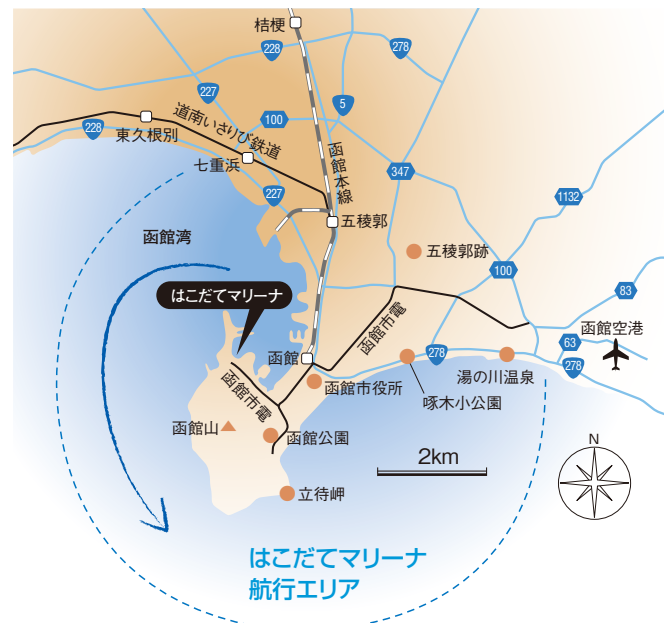 桔梗
228
278
227
5
道南いさりび鉄道
100
228
東久根別
七重浜
函館本線
347
227
1132
五稜郭
函館湾
五稜郭跡
100
83
はこだてマリーナ
函館市電
函館空港
63
函館
278
278
湯の川温泉
函館市役所
啄木小公園
函館市電
函館山
函館公園
N
2km
立待岬
はこだてマリーナ
航行エリア